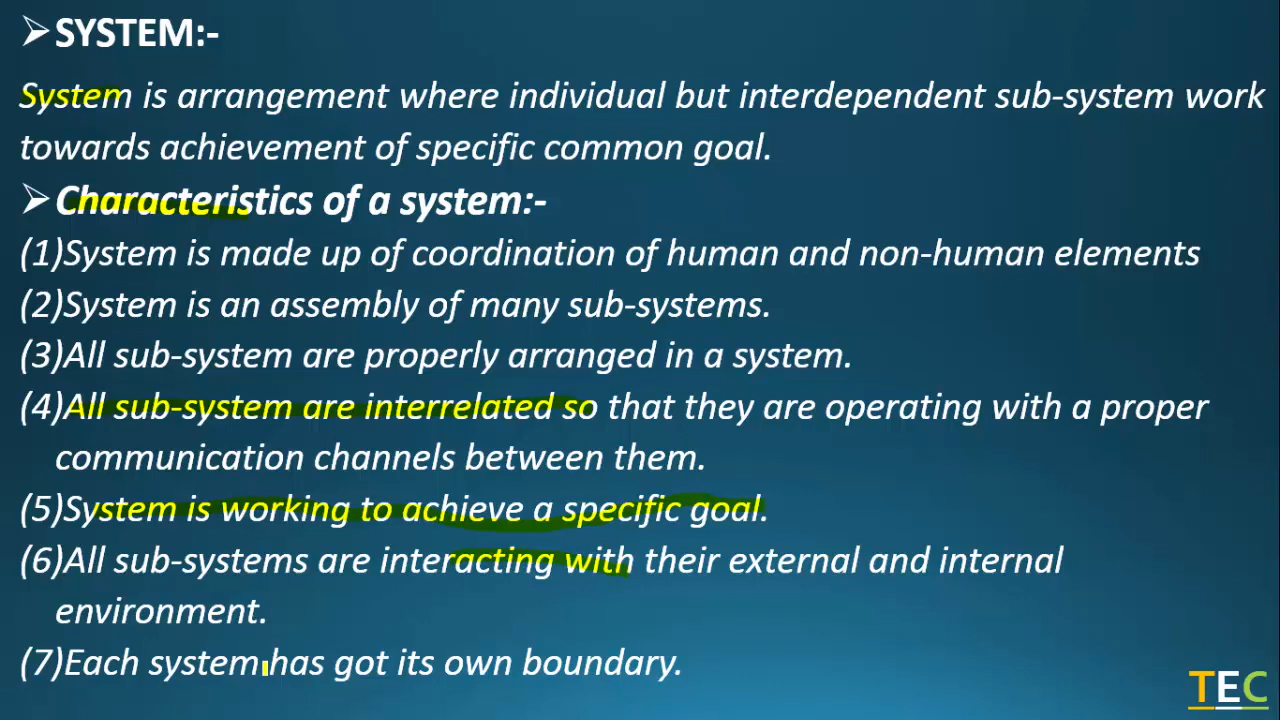 ➢SYSTEM:-
System is arrangement where individual but interdependent sub-system work
towards achievement of specific common goal.
➢Characteristics of a system:-
(1)System is made up of coordination of human and non-human elements
(2)System is an assembly of many sub-systems.
(3)All sub-system are properly arranged in a system.
(4)All sub-system are interrelated so that they are operating with a proper
communication channels between them.
(5)System is working to achieve a specific goal.
(6)All sub-systems are interacting with their external and internal
environment.
(7)Each system has got its own boundary.
TEC